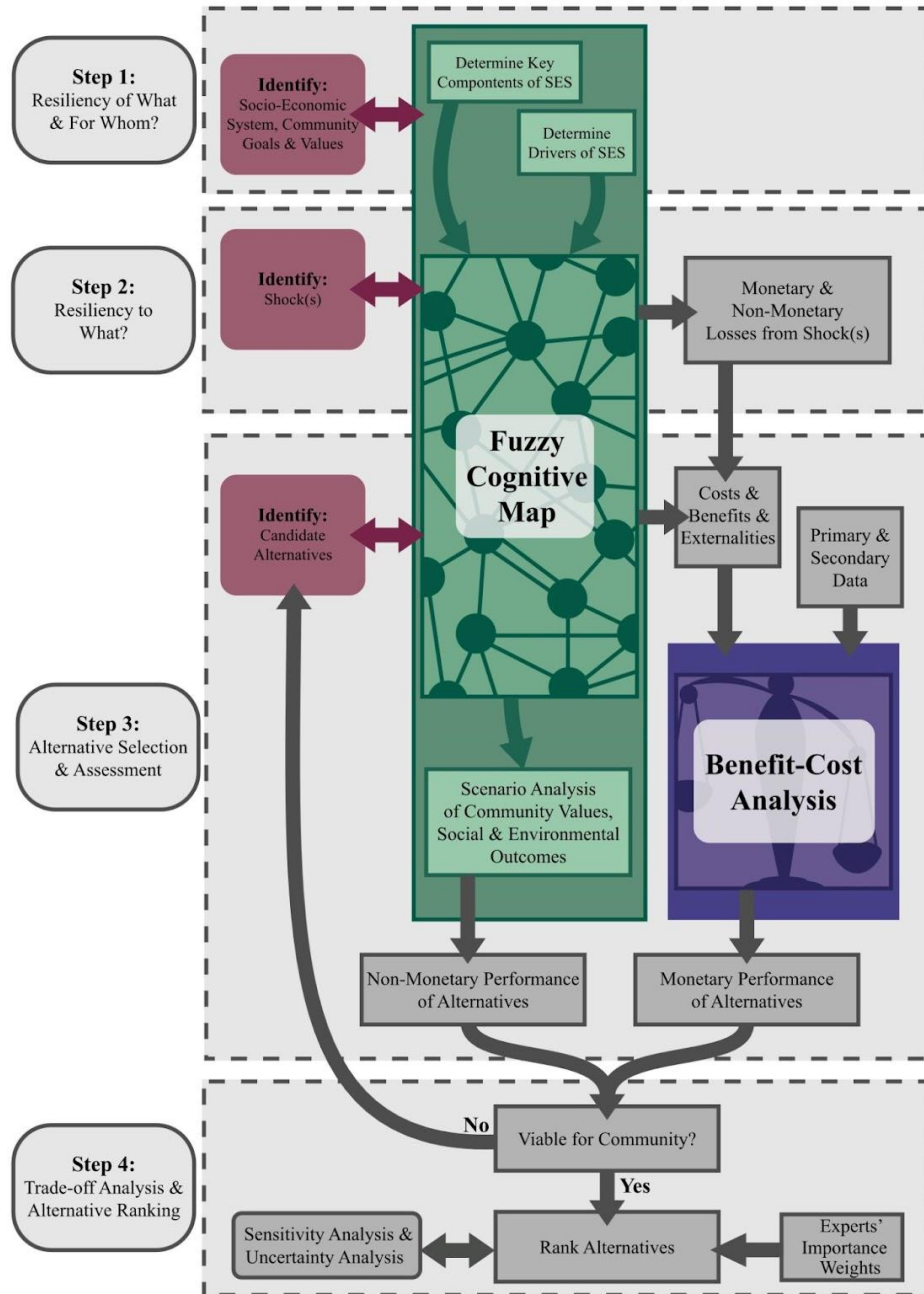 Step 1:
Resiliency of What
& For Whom?
Identify:
Socio-Economic
System, Community
Goals & Values
Determine Key
Compontents of SES
Determine
Drivers of SES
Step 2:
Resiliency to
What?
Identify:
Shock(s)
Monetary &
Non-Monetary
Losses from Shock(s)
Fuzzy
Cognitive
Map
Step 3:
Alternative Selection
& Assessment
Identify:
Candidate
Alternatives
Costs &
Benefits &
Externalities
Primary &
Secondary
Data
Benefit-Cost
Analysis
Scenario Analysis
of Community Values,
Social & Environmental
Outcomes
Non-Monetary Performance
of Alternatives
Monetary Performance
of Alternatives
Step 4:
Trade-off Analysis &
Alternative Ranking
No
Viable for Community?
Yes
Sensitivity Analysis &
Uncertainty Analysis
Rank Alternatives
Experts'
Importance
Weights